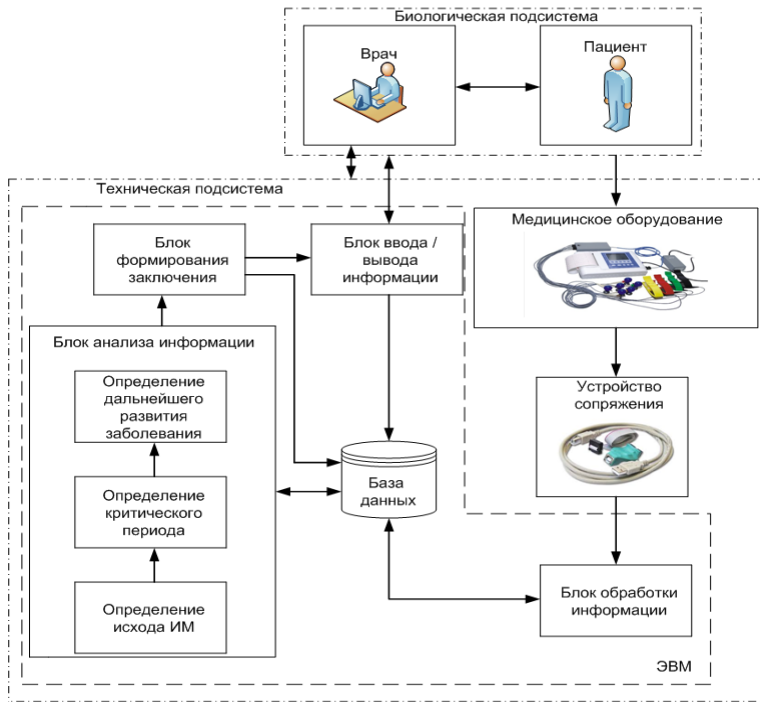 Биологическая подсистема
Врач
Пациент
Техническая подсистема
Медицинское оборудование
Блок
формирования
заключения
Блок ввода /
вывода
информации
Блок анализа информации
Устройство
сопряжения
Определение
дальнейшего
развития
заболевания
База
данных
Определение
критического
периода
Блок обработки
информации
Определение
исхода ИМ
ЭВМ